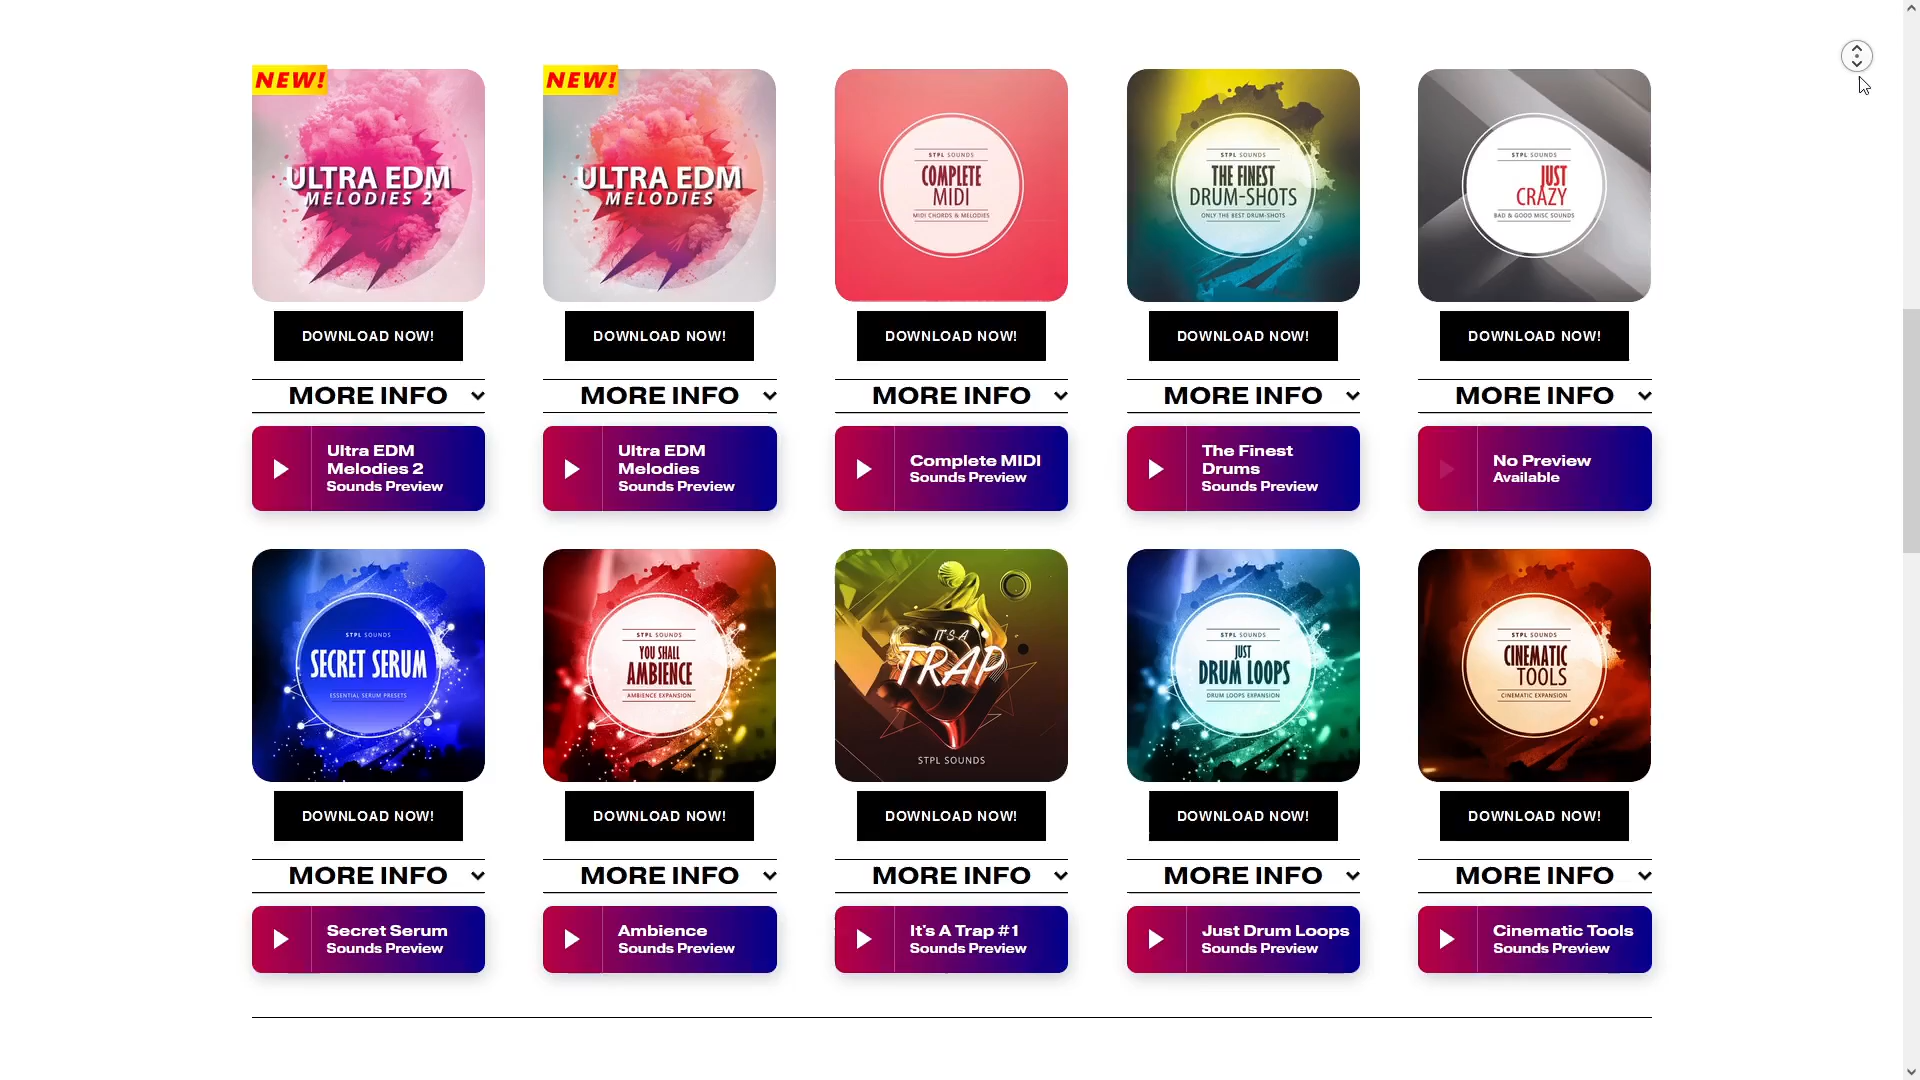 NEW!
ULTRA EDM
MELODIES 2
NEW!
ULTRA EDM
MELODIES
STPL SOUNDS
COMPLETE
MIDI
MIDI CHORDS & MELODIES
STPL SOUNDS
THE FINEST
DRUM-SHOTS
ONLY THE BEST DRUM-SHOTS
STPL SOUNDS
JUST
CRAZY
BAD & GOOD MISC SOUNDS
DOWNLOAD NOW!
DOWNLOAD NOW!
DOWNLOAD NOW!
DOWNLOAD NOW!
DOWNLOAD NOW!
MORE INFO
MORE INFO
MORE INFO
MORE INFO
MORE INFO
Ultra EDM
Melodies 2
Sounds Preview
Ultra EDM
Melodies
Sounds Preview
Complete MIDI
Sounds Preview
The Finest
Drums
Sounds Preview
No Preview
Available
STPL SOUNDS
SECRET SERUM
ESSENTIAL SERUM PRESETS
STPL SOUNDS
YOU SHALL
AMBIENCE
AMBIENCE EXPANSION
IT'S A
TRAP
STPL SOUNDS
STPL SOUNDS
JUST
DRUM LOOPS
DRUM LOOPS EXPANSION
STPL SOUNDS
CINEMATIC
TOOLS
CINEMATIC EXPANSION
DOWNLOAD NOW!
DOWNLOAD NOW!
DOWNLOAD NOW!
DOWNLOAD NOW!
DOWNLOAD NOW!
MORE INFO
MORE INFO
MORE INFO
MORE INFO
MORE INFO
Secret Serum
Sounds Preview
Ambience
Sounds Preview
It's A Trap #1
Sounds Preview
Just Drum Loops
Sounds Preview
Cinematic Tools
Sounds Preview